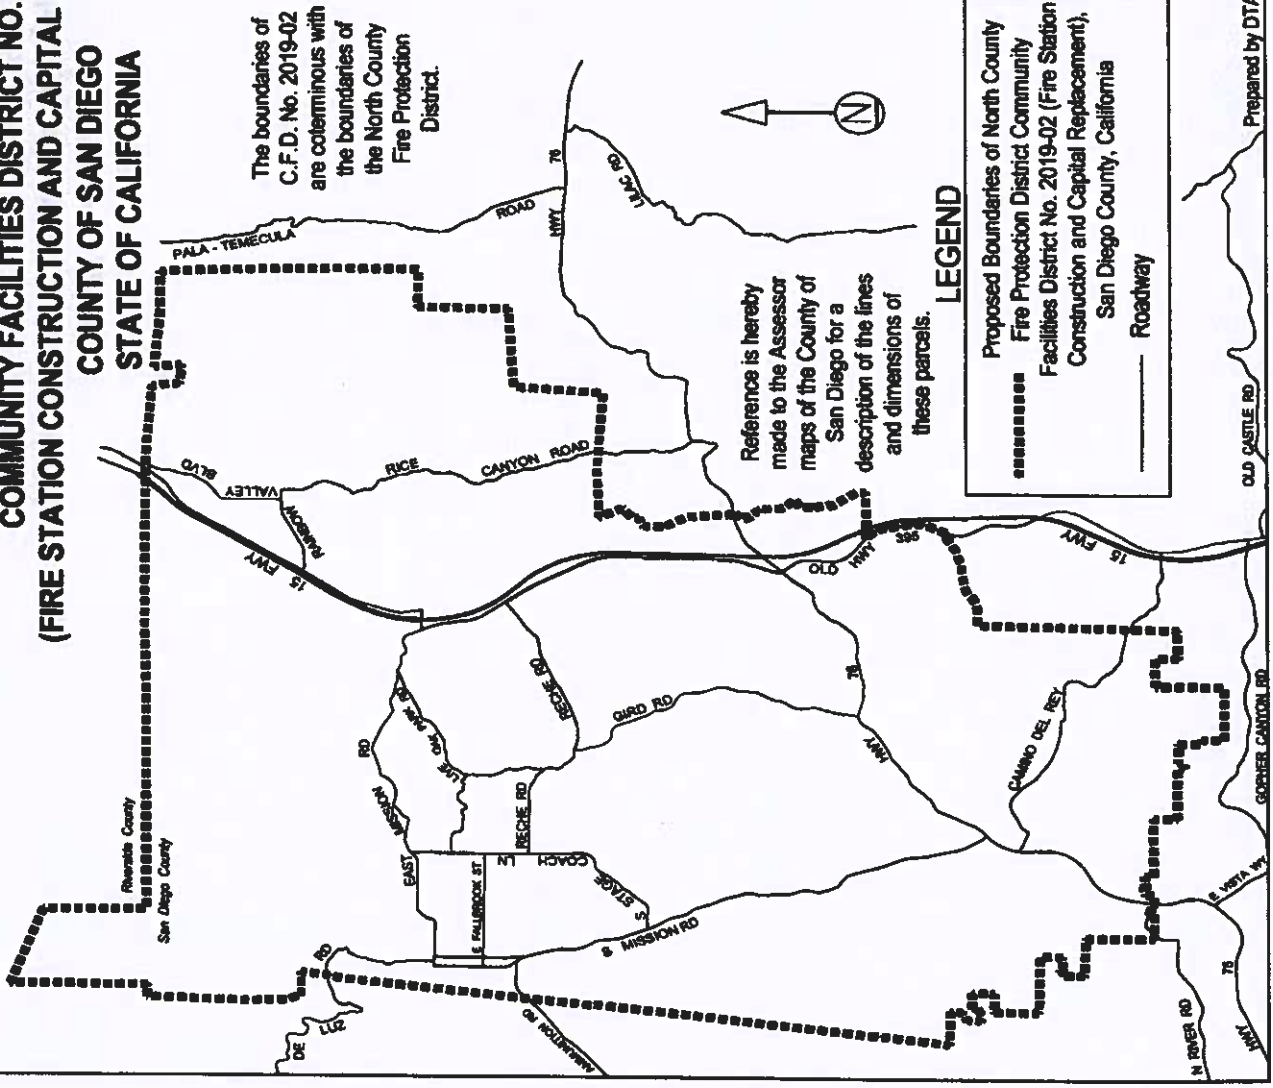 COMMUNITY FACILITIES DISTRICT NO.
(FIRE STATION CONSTRUCTION AND CAPITAL
COUNTY OF SAN DIEGO
STATE OF CALIFORNIA
The boundaries of
C.F.D. No. 2019-02
are coterminous with
the boundaries of
the North County
Fire Protection
District.
Riverside County
San Diego County
PALA - TEMECULA
ROAD
HWY 76
LILAC RD
RAINBOW
VALLEY
BLVD
RICE
CANYON ROAD
15 FWY
DE
LUZ
RD
EAST
MISSION
RD
LIVE OAK PARK RD
RECHE RD
RECHE RD
GIRD RD
E FALLBROOK ST
COACH LN
STAGE
S
S MISSION RD
AMMUNITION RD
OLD
HWY
395
HWY
76
CAMINO DEL REY
15 FWY
OLD CASTLE RD
GOPHER CANYON RD
E VISTA WY
N RIVER RD
HWY
76
N
Reference is hereby
made to the Assessor
maps of the County of
San Diego for a
description of the lines
and dimensions of
these parcels.
LEGEND
Proposed Boundaries of North County
Fire Protection District Community
Facilities District No. 2019-02 (Fire Station
Construction and Capital Replacement),
San Diego County, California
Roadway
Prepared by DTA